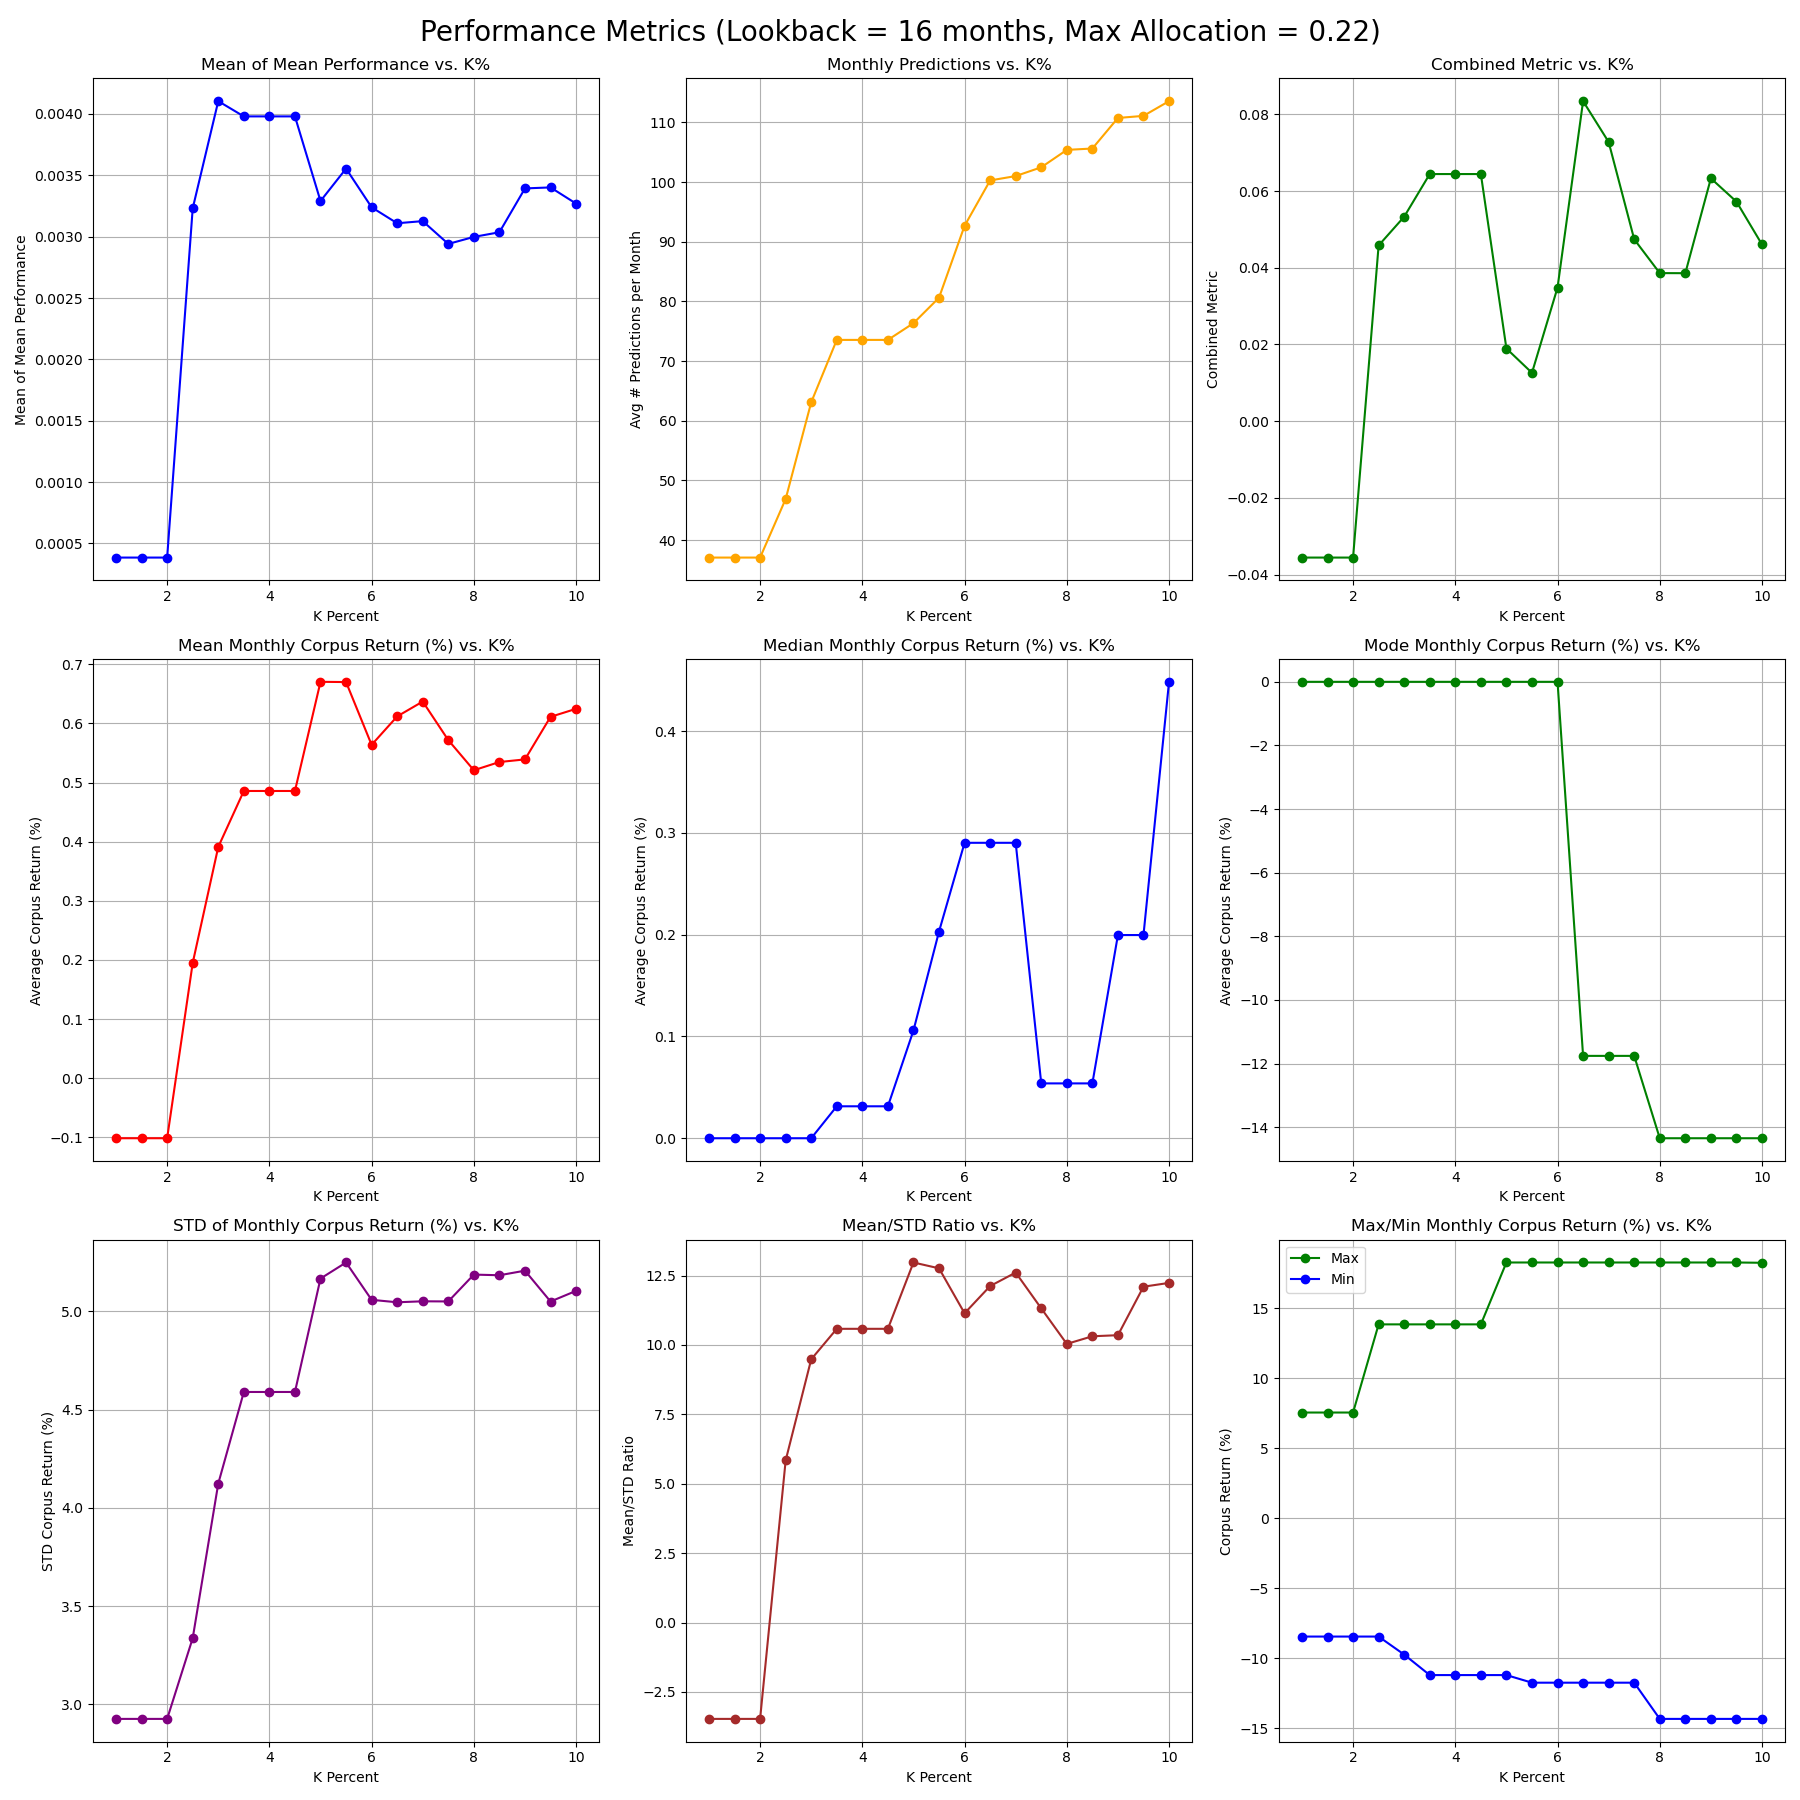 Performance Metrics (Lookback = 16 months, Max Allocation = 0.22)
Mean of Mean Performance vs. K%
Mean of Mean Performance
0.0040
0.0035
0.0030
0.0025
0.0020
0.0015
0.0010
0.0005
2 4 6 8 10
K Percent
Monthly Predictions vs. K%
Avg # Predictions per Month
110
100
90
80
70
60
50
40
2 4 6 8 10
K Percent
Combined Metric vs. K%
Combined Metric
0.08
0.06
0.04
0.02
0.00
−0.02
−0.04
2 4 6 8 10
K Percent
Mean Monthly Corpus Return (%) vs. K%
Average Corpus Return (%)
0.7
0.6
0.5
0.4
0.3
0.2
0.1
0.0
−0.1
2 4 6 8 10
K Percent
Median Monthly Corpus Return (%) vs. K%
Average Corpus Return (%)
0.4
0.3
0.2
0.1
0.0
2 4 6 8 10
K Percent
Mode Monthly Corpus Return (%) vs. K%
Average Corpus Return (%)
0
−2
−4
−6
−8
−10
−12
−14
2 4 6 8 10
K Percent
STD of Monthly Corpus Return (%) vs. K%
STD Corpus Return (%)
5.0
4.5
4.0
3.5
3.0
2 4 6 8 10
K Percent
Mean/STD Ratio vs. K%
Mean/STD Ratio
12.5
10.0
7.5
5.0
2.5
0.0
−2.5
2 4 6 8 10
K Percent
Max/Min Monthly Corpus Return (%) vs. K%
Max
Min
Corpus Return (%)
15
10
5
0
−5
−10
−15
2 4 6 8 10
K Percent